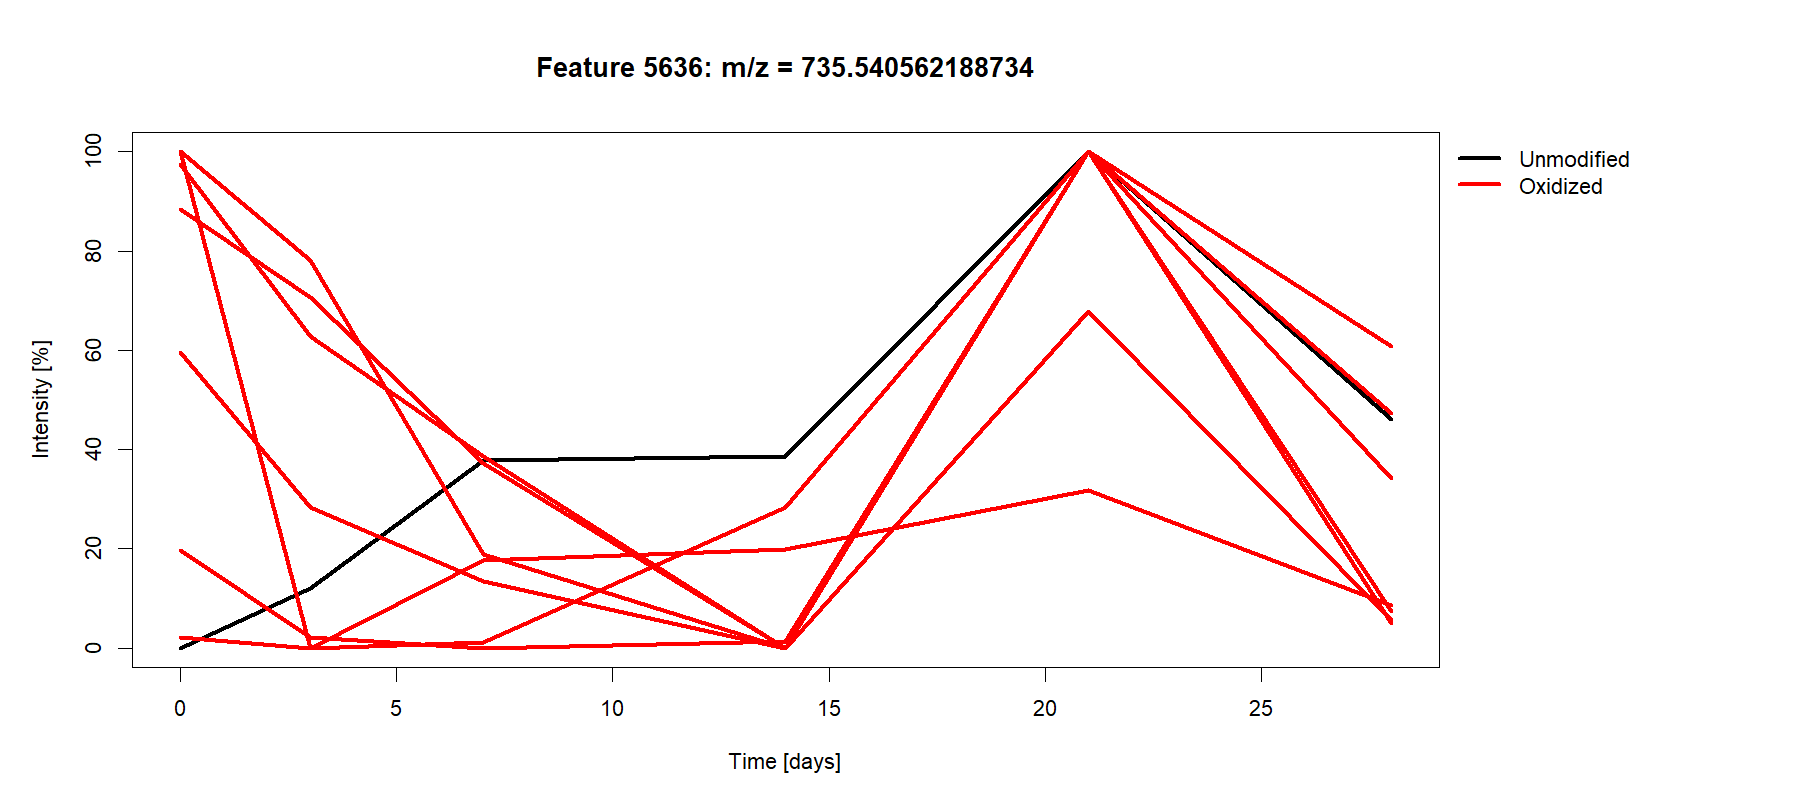 Feature 5636: m/z = 735.540562188734
Unmodified
Oxidized
Intensity [%]
100
80
60
40
20
0
0 5 10 15 20 25
Time [days]